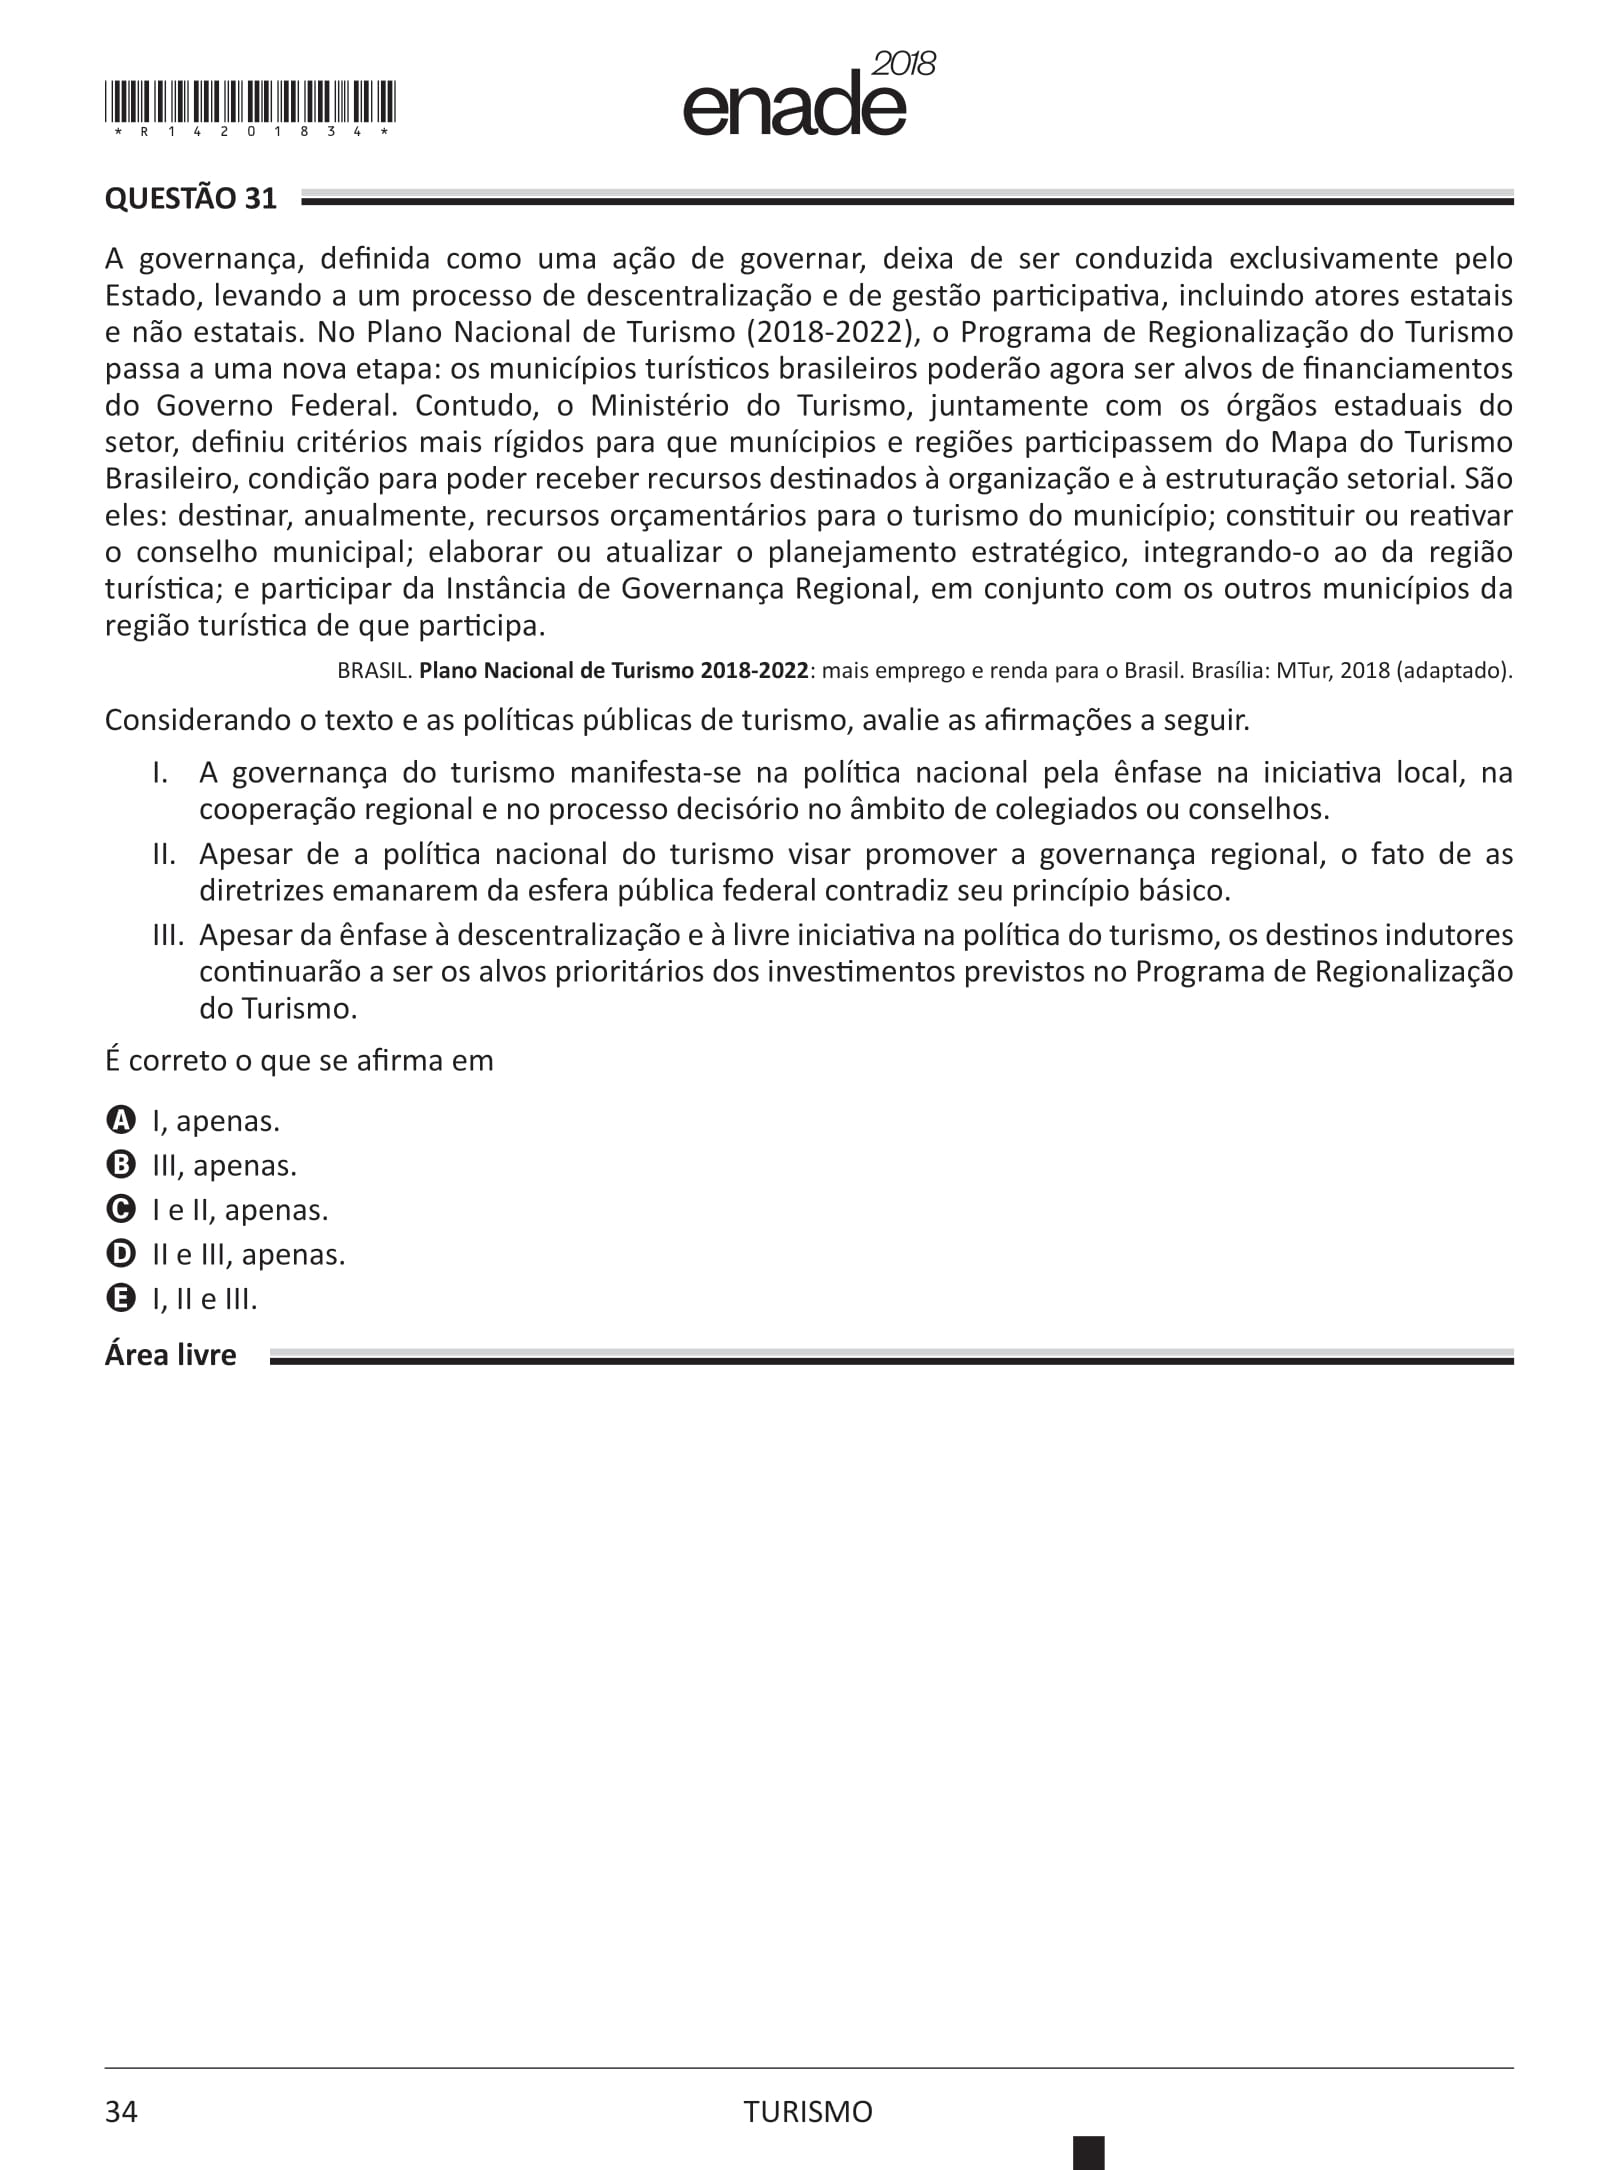 *R14201834*
enade2018
QUESTÃO 31
A governança, definida como uma ação de governar, deixa de ser conduzida exclusivamente pelo
Estado, levando a um processo de descentralização e de gestão participativa, incluindo atores estatais
e não estatais. No Plano Nacional de Turismo (2018-2022), o Programa de Regionalização do Turismo
passa a uma nova etapa: os municípios turísticos brasileiros poderão agora ser alvos de financiamentos
do Governo Federal. Contudo, o Ministério do Turismo, juntamente com os órgãos estaduais do
setor, definiu critérios mais rígidos para que munícipios e regiões participassem do Mapa do Turismo
Brasileiro, condição para poder receber recursos destinados à organização e à estruturação setorial. São
eles: destinar, anualmente, recursos orçamentários para o turismo do município; constituir ou reativar
o conselho municipal; elaborar ou atualizar o planejamento estratégico, integrando-o ao da região
turística; e participar da Instância de Governança Regional, em conjunto com os outros municípios da
região turística de que participa.
BRASIL. Plano Nacional de Turismo 2018-2022: mais emprego e renda para o Brasil. Brasília: MTur, 2018 (adaptado).
Considerando o texto e as políticas públicas de turismo, avalie as afirmações a seguir.
I. A governança do turismo manifesta-se na política nacional pela ênfase na iniciativa local, na
cooperação regional e no processo decisório no âmbito de colegiados ou conselhos.
II. Apesar de a política nacional do turismo visar promover a governança regional, o fato de as
diretrizes emanarem da esfera pública federal contradiz seu princípio básico.
III. Apesar da ênfase à descentralização e à livre iniciativa na política do turismo, os destinos indutores
continuarão a ser os alvos prioritários dos investimentos previstos no Programa de Regionalização
do Turismo.
É correto o que se afirma em
A I, apenas.
B III, apenas.
C I e II, apenas.
D II e III, apenas.
E I, II e III.
Área livre
34
TURISMO